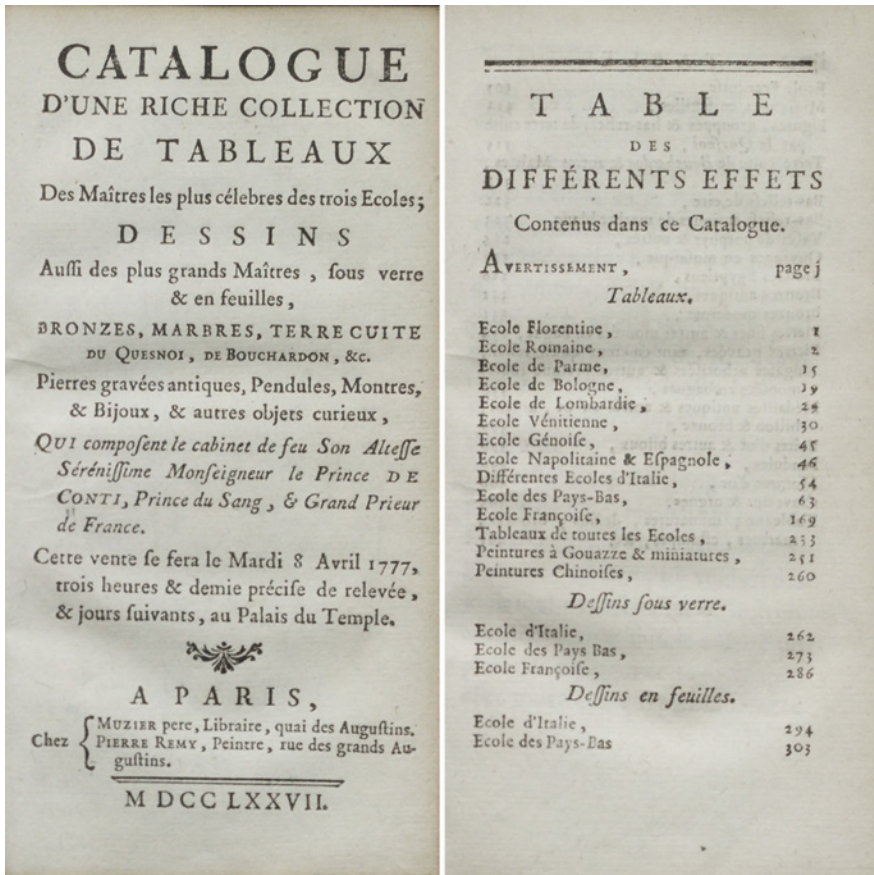 CATALOGUE
D'UNE RICHE COLLECTION
DE TABLEAUX
Des Maîtres les plus célebres des trois Ecoles;
DESSINS
Auſſi des plus grands Maîtres, ſous verre
& en feuilles,
BRONZES, MARBRES, TERRE CUITE
DU QUESNOI, DE BOUCHARDON, &c.
Pierres gravées antiques, Pendules, Montres,
& Bijoux, & autres objets curieux,
QUI compoſent le cabinet de feu Son Alteſſe
Séréniſſime Monſeigneur le Prince DE
CONTI, Prince du Sang, & Grand Prieur
de France.
Cette vente ſe fera le Mardi 8 Avril 1777,
trois heures & demie préciſe de relevée,
& jours ſuivants, au Palais du Temple.
A PARIS,
Chez
MUZIER pere, Libraire, quai des Auguſtins.
PIERRE REMY, Peintre, rue des grands Au-
guſtins.
M DCC LXXVII.
TABLE
DES
DIFFÉRENTS EFFETS
Contenus dans ce Catalogue.
AVERTISSEMENT, page j
Tableaux.
Ecole Florentine, 1
Ecole Romaine, 2
Ecole de Parme, 15
Ecole de Bologne, 19
Ecole de Lombardie, 29
Ecole Vénitienne, 30
Ecole Génoiſe, 45
Ecole Napolitaine & Eſpagnole, 46
Différentes Ecoles d'Italie, 54
Ecole des Pays-Bas, 63
Ecole Françoiſe, 169
Tableaux de toutes les Ecoles, 233
Peintures à Gouazze & miniatures, 251
Peintures Chinoiſes, 260
Deſſins ſous verre.
Ecole d'Italie, 262
Ecole des Pays Bas, 273
Ecole Françoiſe, 286
Deſſins en feuilles.
Ecole d'Italie, 294
Ecole des Pays-Bas 303